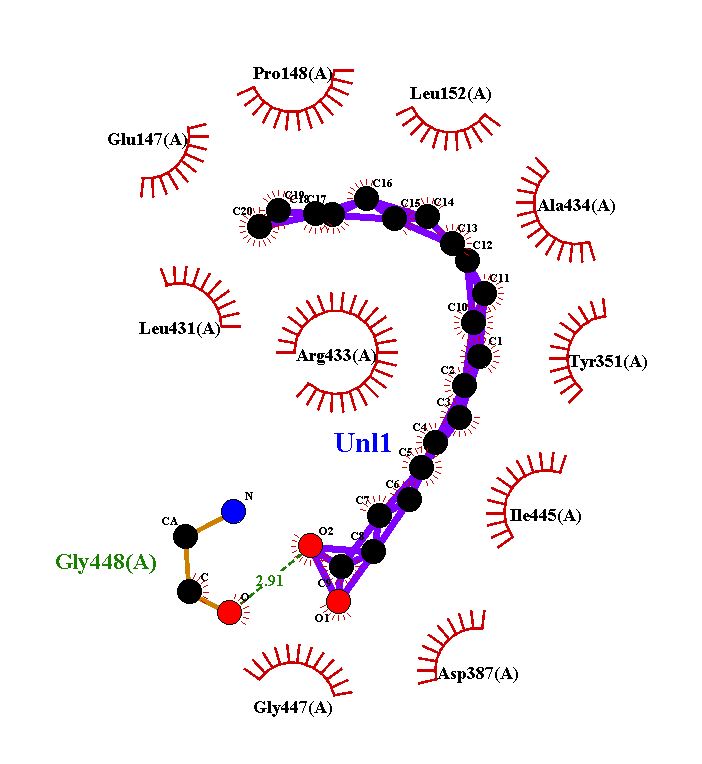 Pro148(A)
Leu152(A)
Glu147(A)
C16
C19
C18
C17
C20
C15
C14
Ala434(A)
C13
C12
C11
C10
Leu431(A)
Arg433(A)
C1
Tyr351(A)
C2
C3
C4
Unl1
C5
C6
N
C7
Ile445(A)
CA
O2
C8
Gly448(A)
2.91
C
C9
O
O1
Asp387(A)
Gly447(A)